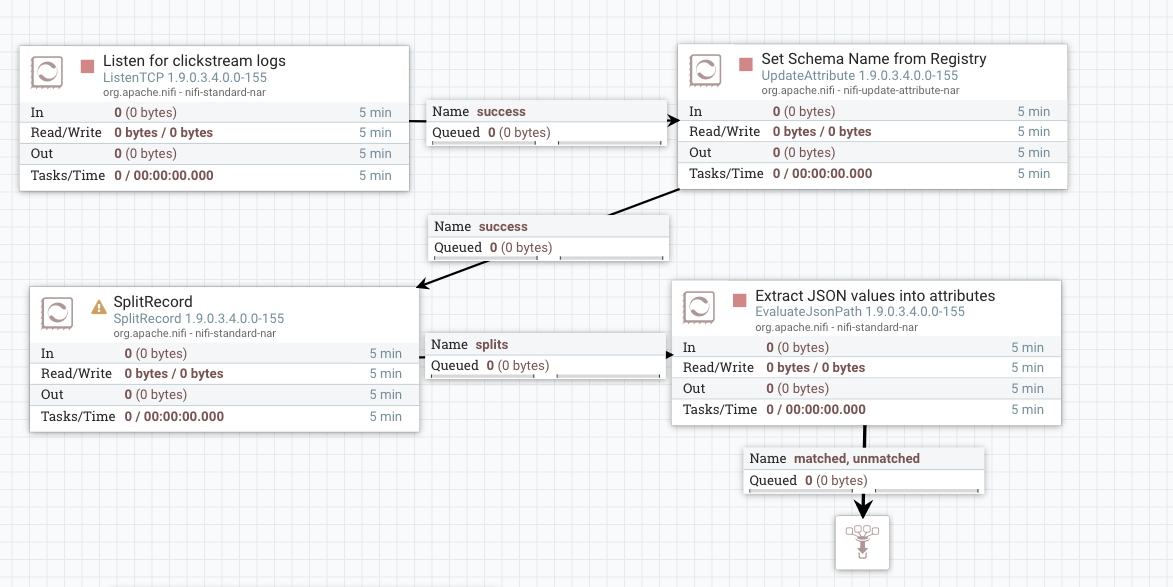 Listen for clickstream logs
ListenTCP 1.9.0.3.4.0.0-155
org.apache.nifi - nifi-standard-nar
In 0 (0 bytes) 5 min
Read/Write 0 bytes / 0 bytes 5 min
Out 0 (0 bytes) 5 min
Tasks/Time 0 / 00:00:00.000 5 min
Name success
Queued 0 (0 bytes)
Set Schema Name from Registry
UpdateAttribute 1.9.0.3.4.0.0-155
org.apache.nifi - nifi-update-attribute-nar
In 0 (0 bytes) 5 min
Read/Write 0 bytes / 0 bytes 5 min
Out 0 (0 bytes) 5 min
Tasks/Time 0 / 00:00:00.000 5 min
Name success
Queued 0 (0 bytes)
SplitRecord
SplitRecord 1.9.0.3.4.0.0-155
org.apache.nifi - nifi-standard-nar
In 0 (0 bytes) 5 min
Read/Write 0 bytes / 0 bytes 5 min
Out 0 (0 bytes) 5 min
Tasks/Time 0 / 00:00:00.000 5 min
Name splits
Queued 0 (0 bytes)
Extract JSON values into attributes
EvaluateJsonPath 1.9.0.3.4.0.0-155
org.apache.nifi - nifi-standard-nar
In 0 (0 bytes) 5 min
Read/Write 0 bytes / 0 bytes 5 min
Out 0 (0 bytes) 5 min
Tasks/Time 0 / 00:00:00.000 5 min
Name matched, unmatched
Queued 0 (0 bytes)